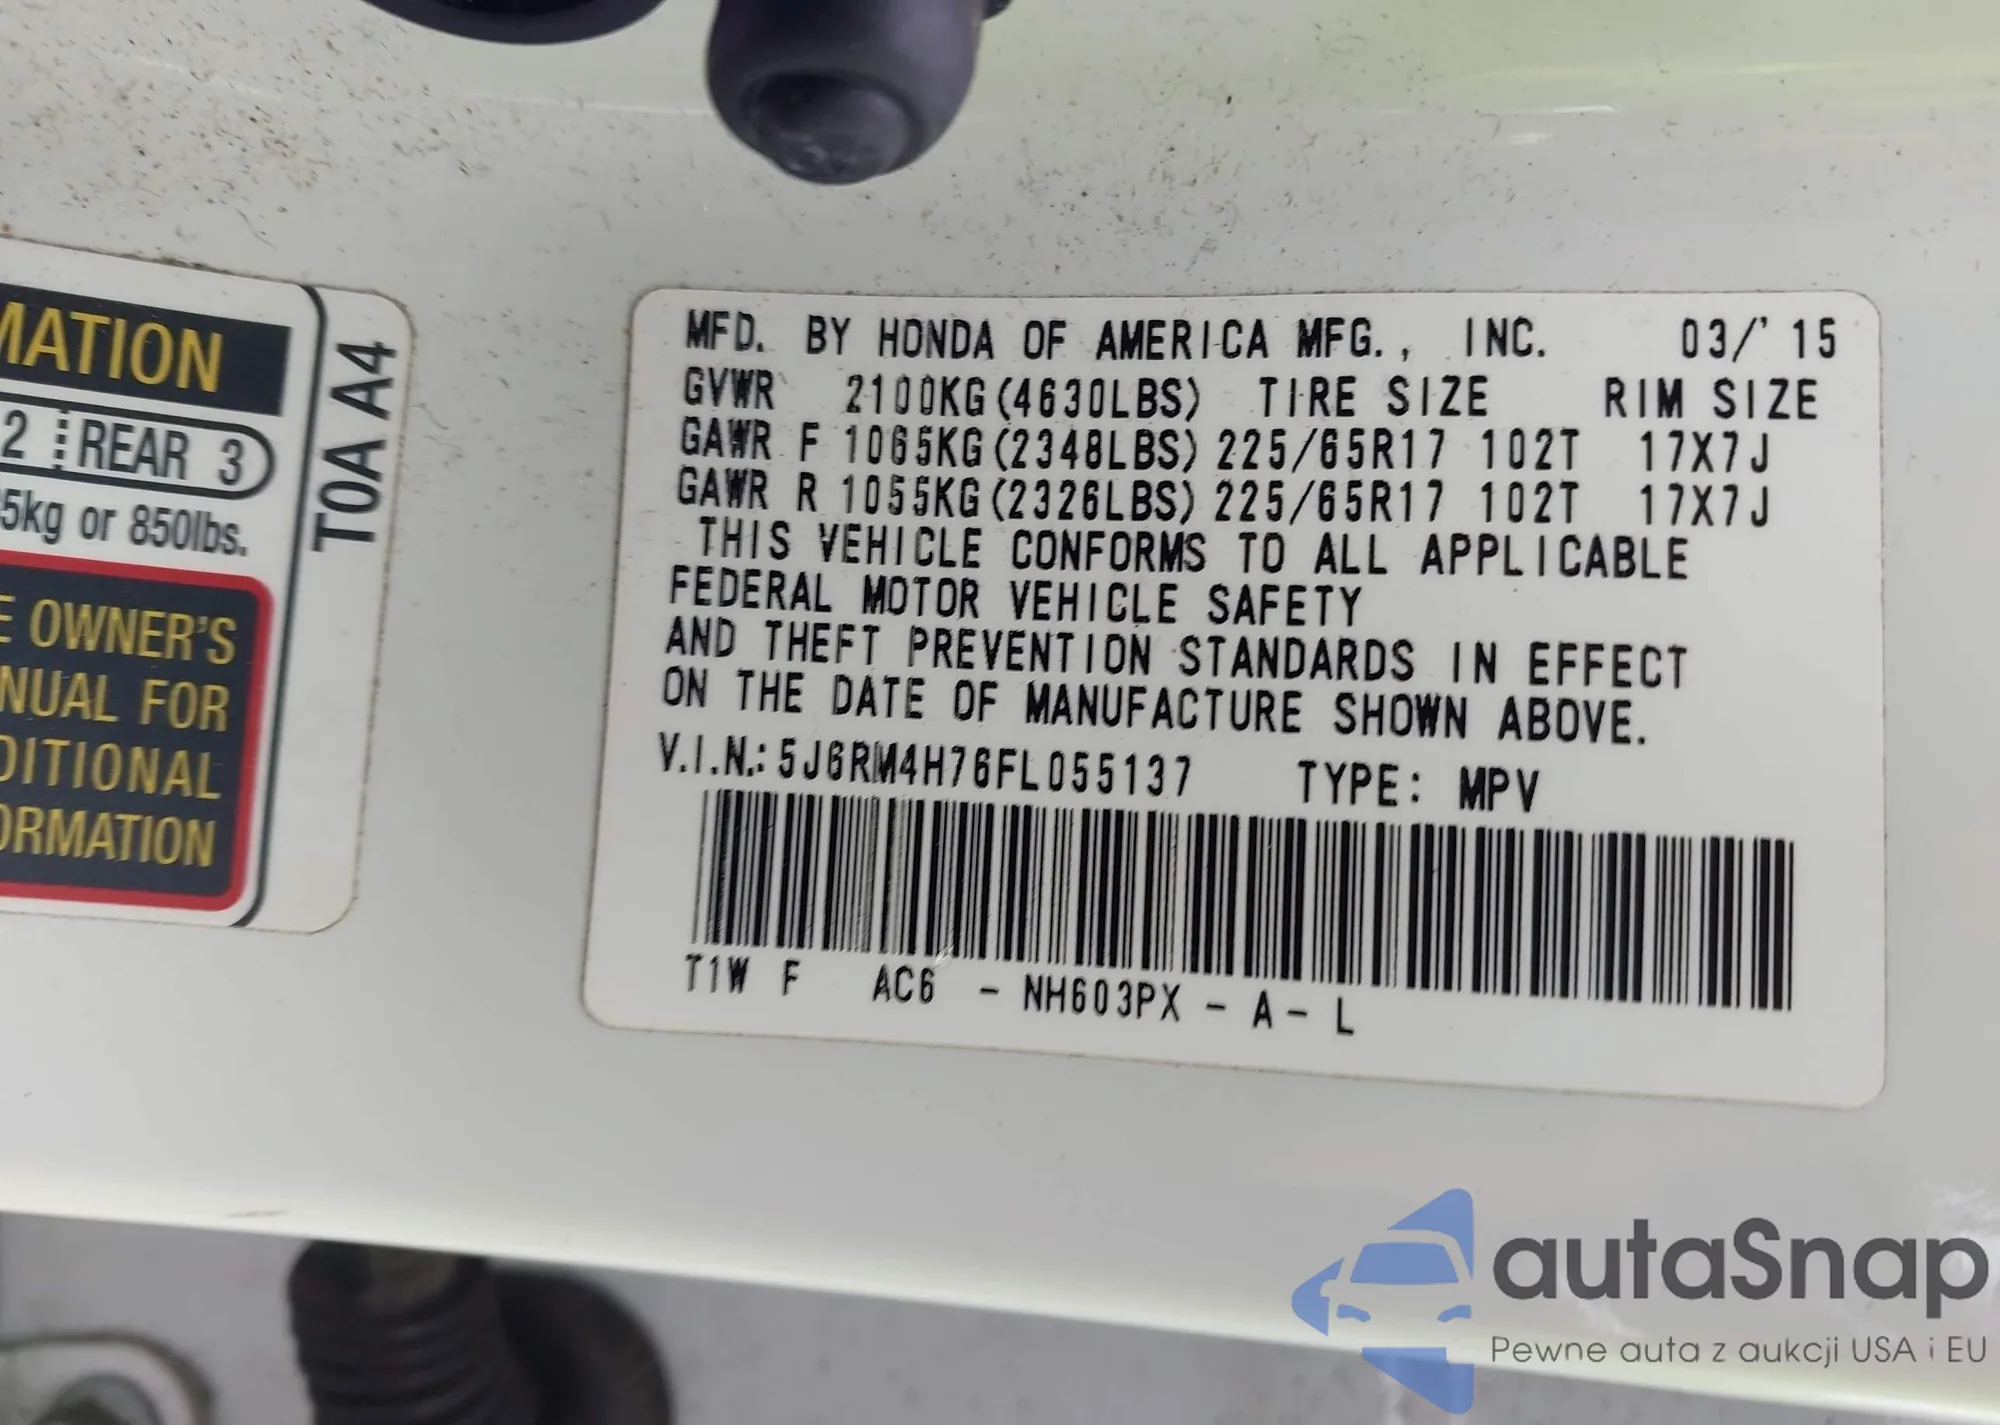 MATION
2 REAR 3
5kg or 850lbs.
E OWNER'S
NUAL FOR
DITIONAL
ORMATION
T0A A4
MFD. BY HONDA OF AMERICA MFG., INC. 03/'15
GVWR 2100KG(4630LBS) TIRE SIZE RIM SIZE
GAWR F 1065KG(2348LBS) 225/65R17 102T 17X7J
GAWR R 1055KG(2326LBS) 225/65R17 102T 17X7J
THIS VEHICLE CONFORMS TO ALL APPLICABLE
FEDERAL MOTOR VEHICLE SAFETY
AND THEFT PREVENTION STANDARDS IN EFFECT
ON THE DATE OF MANUFACTURE SHOWN ABOVE.
V.I.N.: 5J6RM4H76FL055137 TYPE: MPV
T1W F AC6 - NH603PX - A - L
autaSnap
Pewne auta z aukcji USA i EU